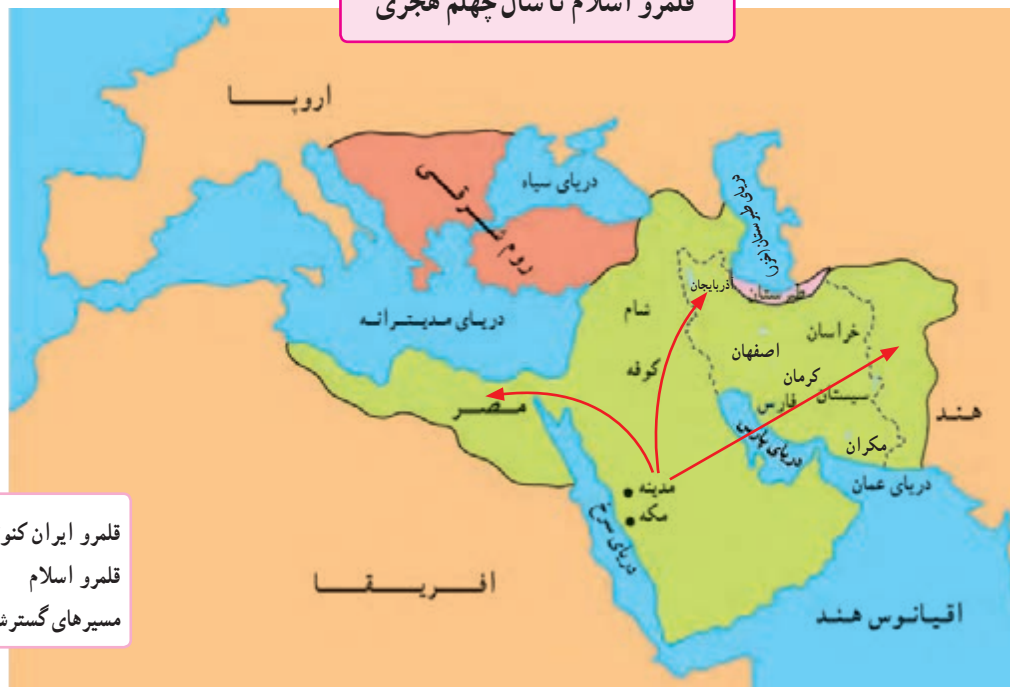 قلمرو اسلام تا سال چهلم هجری
اروپا
دریای سیاه
روم شرقی
دریای طبرستان (خزر)
آذربایجان
طبرستان
شام
خراسان
دریای مدیترانه
اصفهان
کوفه
کرمان
سیستان
فارس
مصر
هند
دریای پارس
مکران
دریای عمان
مدینه
مکه
دریای سرخ
قلمرو ایران کنو
قلمرو اسلام
مسیرهای گسترش
افریقا
اقیانوس هند